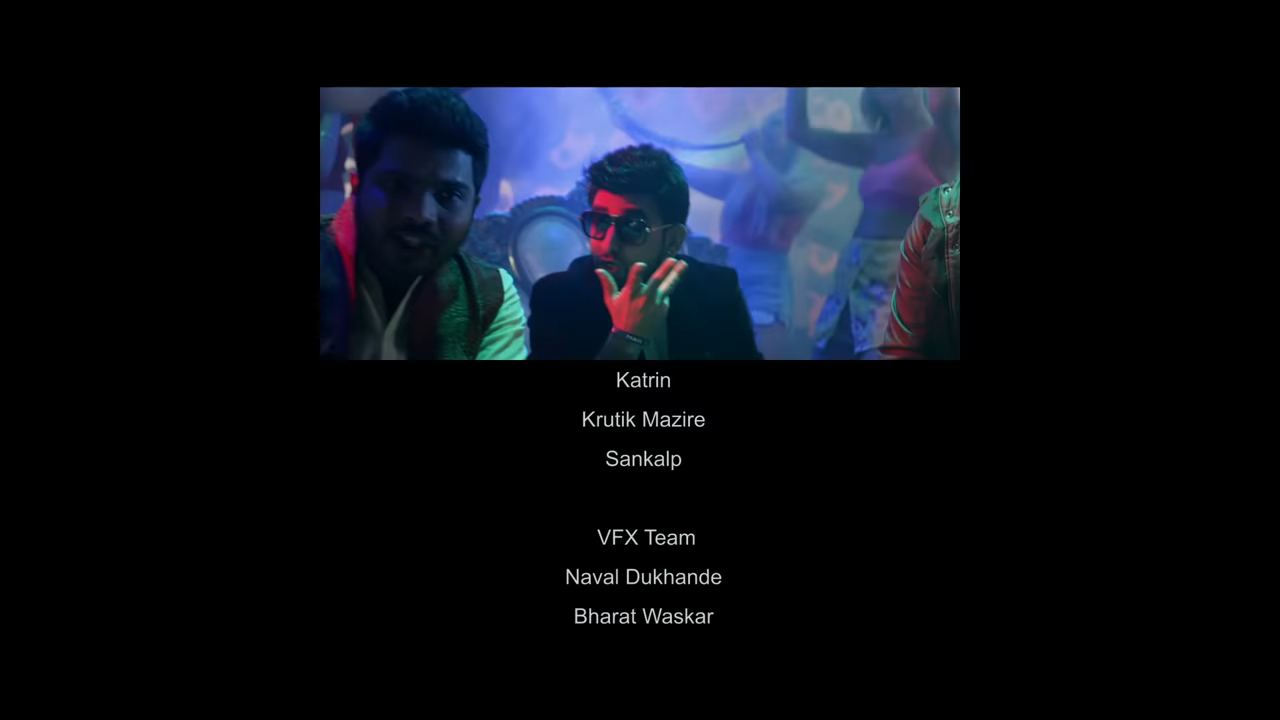 Katrin
Krutik Mazire
Sankalp
VFX Team
Naval Dukhande
Bharat Waskar